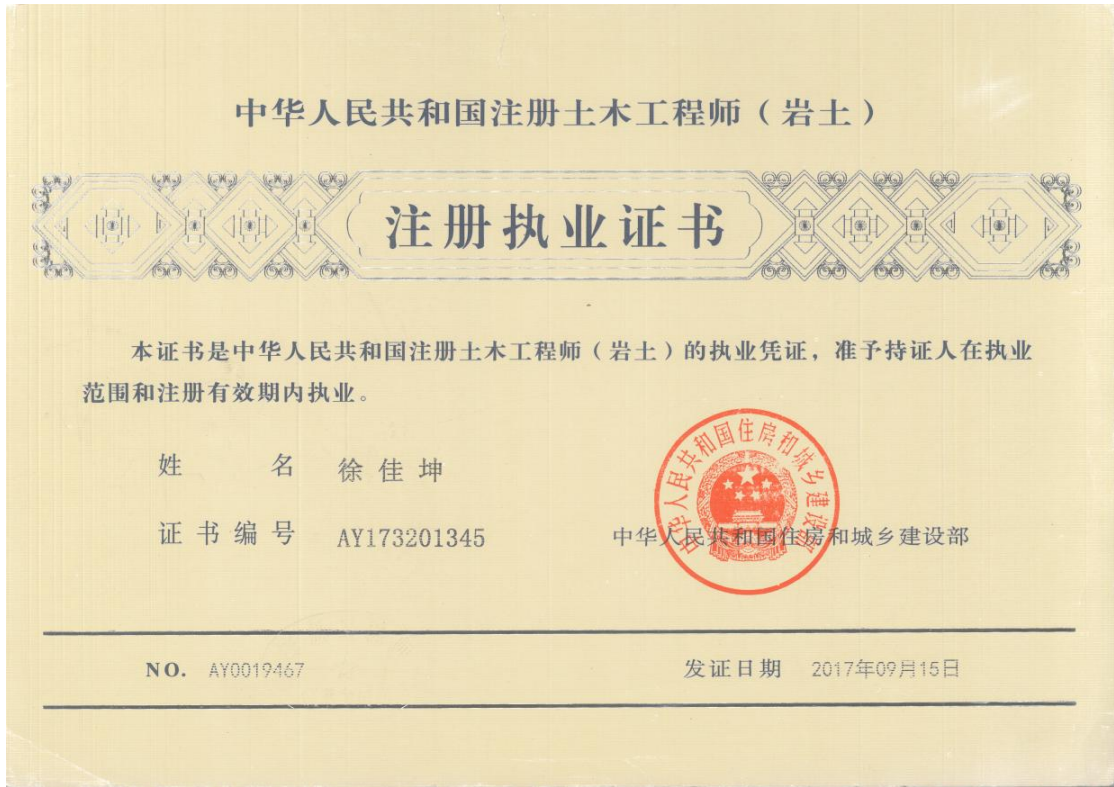 中华人民共和国注册土木工程师（岩土）
注册执业证书
本证书是中华人民共和国注册土木工程师（岩土）的执业凭证，准予持证人在执业
范围和注册有效期内执业。
姓 名 徐佳坤
中华人民共和国住房和城乡建设部
证书编号 AY173201345
中华人民共和国住房和城乡建设部
NO. AY0019467
发证日期 2017年09月15日